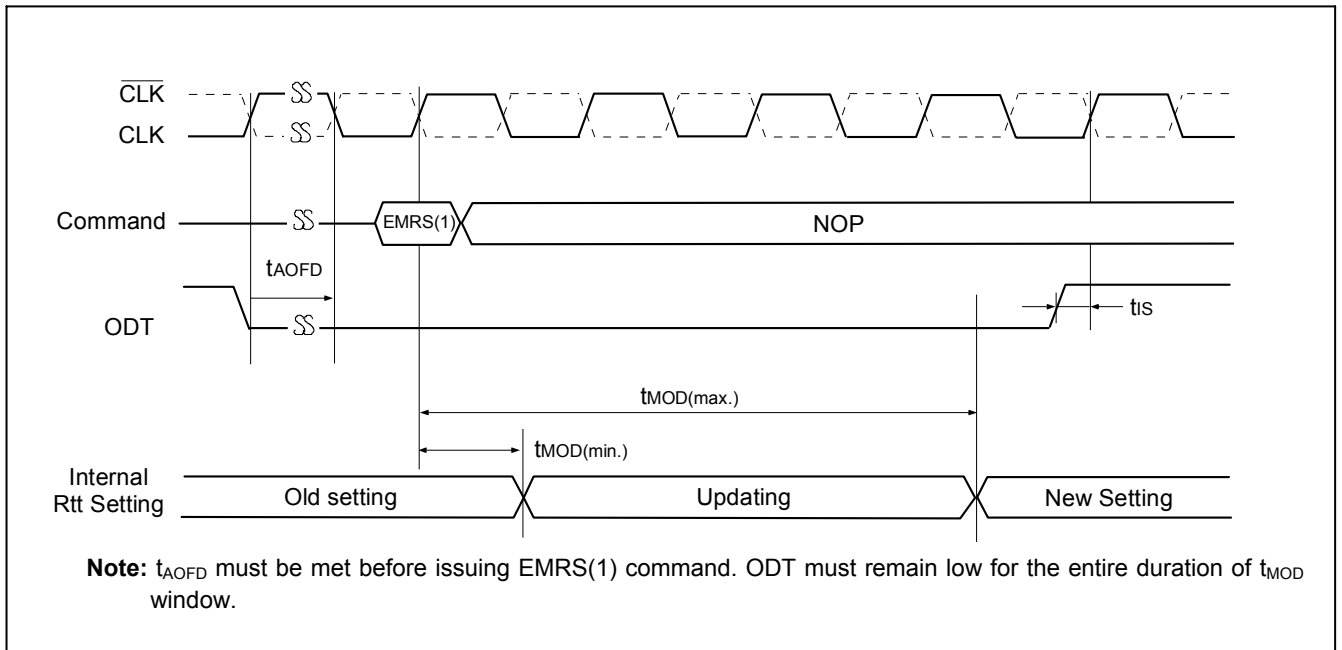 CLK
CLK
Command
EMRS(1)
NOP
tAOFD
ODT
tIS
tMOD(max.)
tMOD(min.)
Internal
Rtt Setting
Old setting
Updating
New Setting
Note: tAOFD must be met before issuing EMRS(1) command. ODT must remain low for the entire duration of tMOD
window.